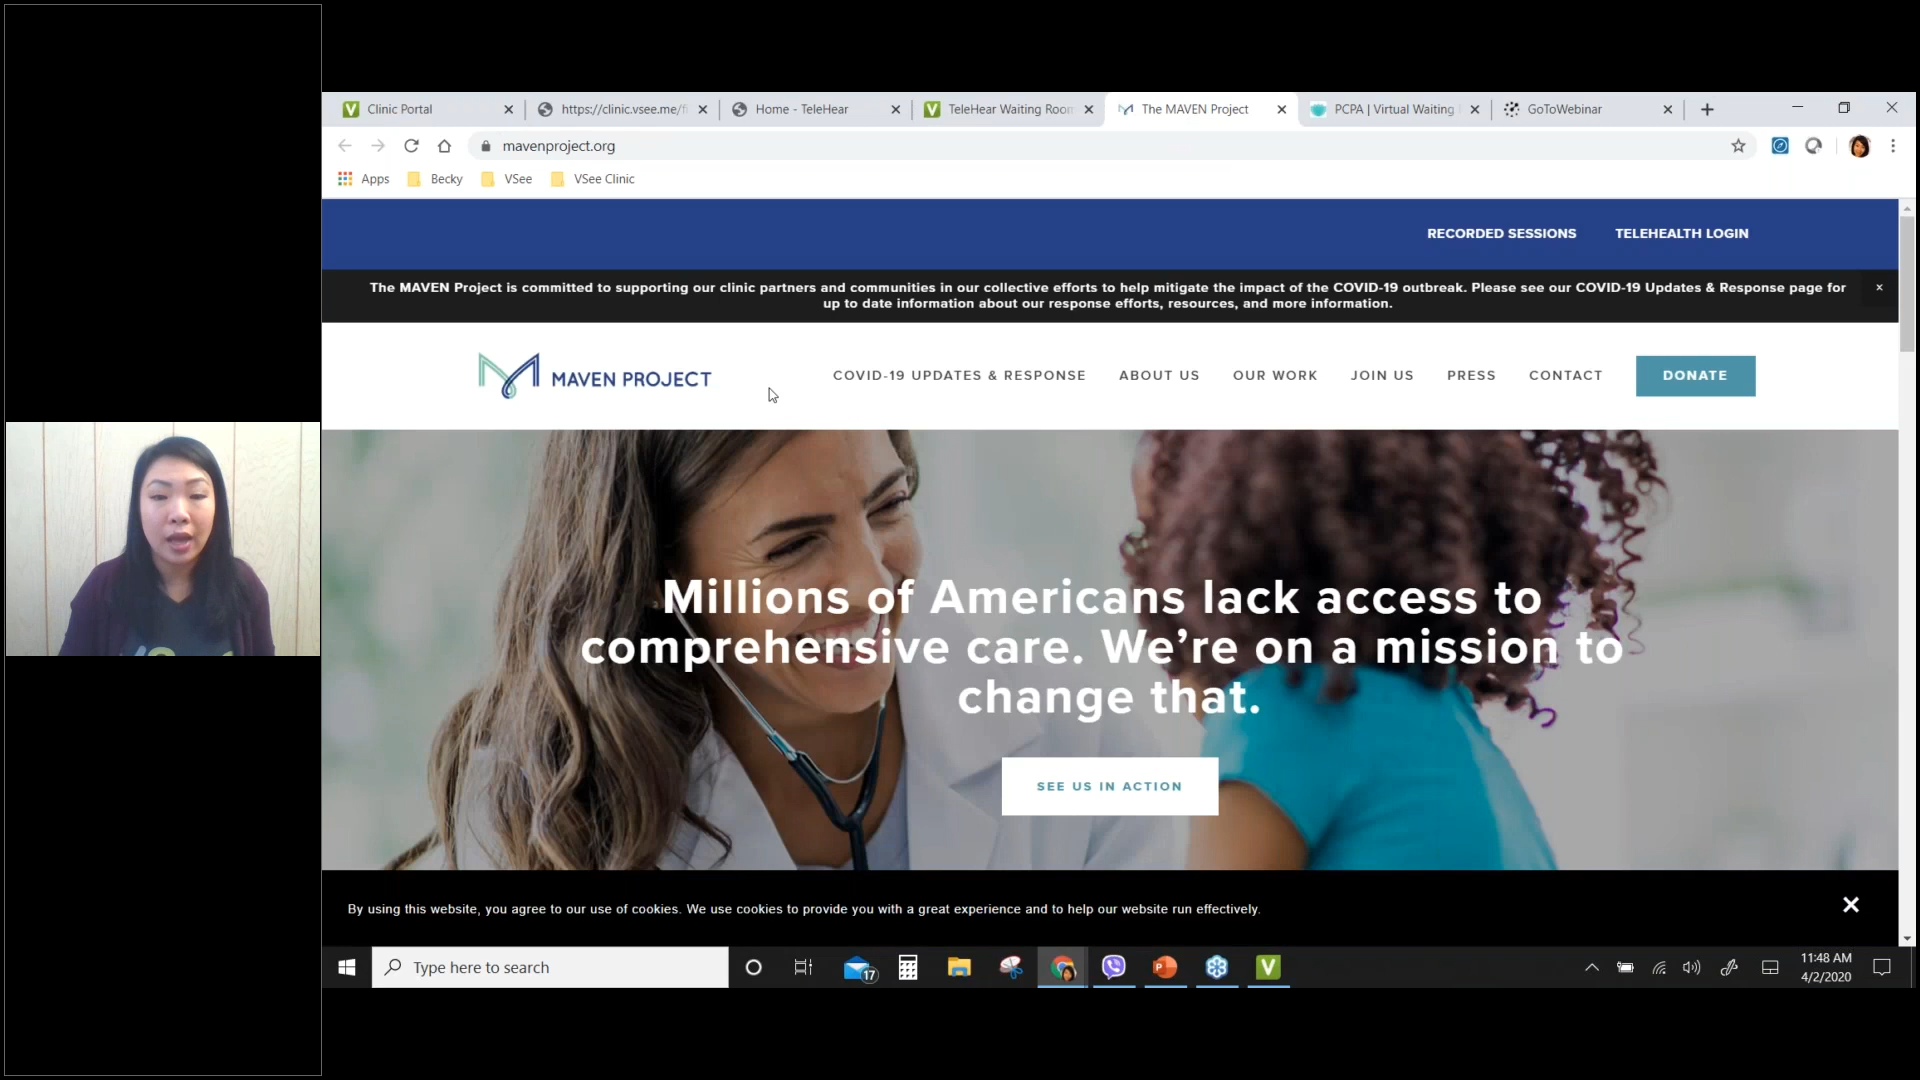 Clinic Portal
https://clinic.vsee.me/f
Home - TeleHear
TeleHear Waiting Room
The MAVEN Project
PCPA | Virtual Waiting
GoToWebinar
mavenproject.org
Apps
Becky
VSee
VSee Clinic
RECORDED SESSIONS
TELEHEALTH LOGIN
The MAVEN Project is committed to supporting our clinic partners and communities in our collective efforts to help mitigate the impact of the COVID-19 outbreak. Please see our COVID-19 Updates & Response page for
up to date information about our response efforts, resources, and more information.
MAVEN PROJECT
COVID-19 UPDATES & RESPONSE
ABOUT US
OUR WORK
JOIN US
PRESS
CONTACT
DONATE
Millions of Americans lack access to
comprehensive care. We're on a mission to
change that.
SEE US IN ACTION
By using this website, you agree to our use of cookies. We use cookies to provide you with a great experience and to help our website run effectively.
Type here to search
17
11:48 AM
4/2/2020